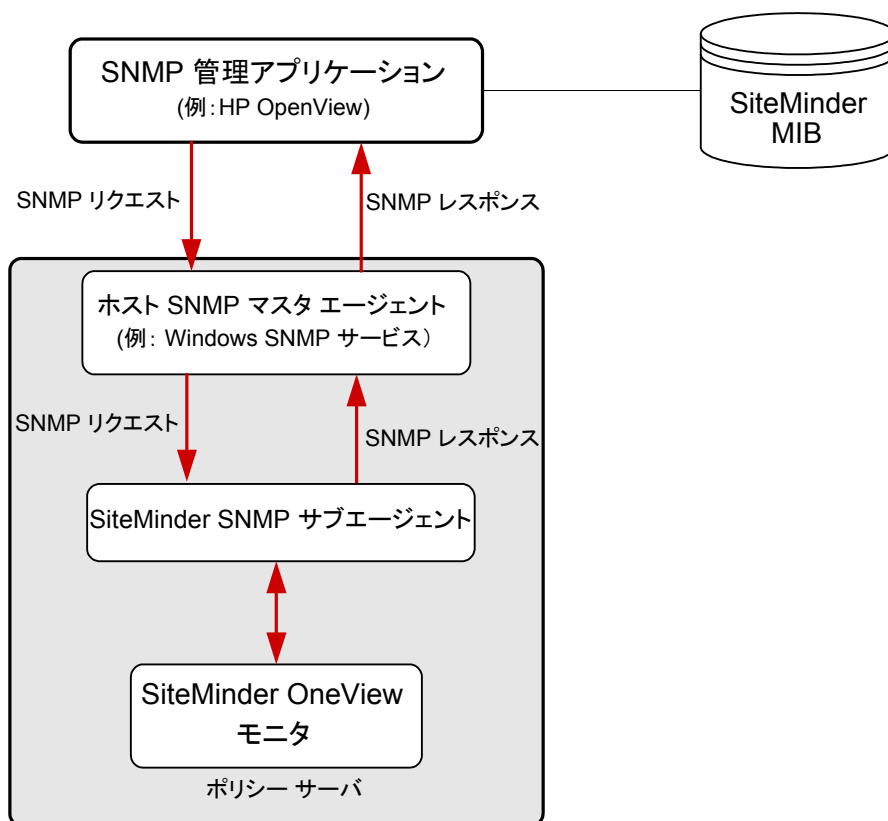 SNMP 管理アプリケーション
(例:HP OpenView)
SiteMinder
MIB
SNMP リクエスト
SNMP レスポンス
ホスト SNMP マスタ エージェント
(例: Windows SNMP サービス)
SNMP リクエスト
SNMP レスポンス
SiteMinder SNMP サブエージェント
SiteMinder OneView
モニタ
ポリシー サーバ